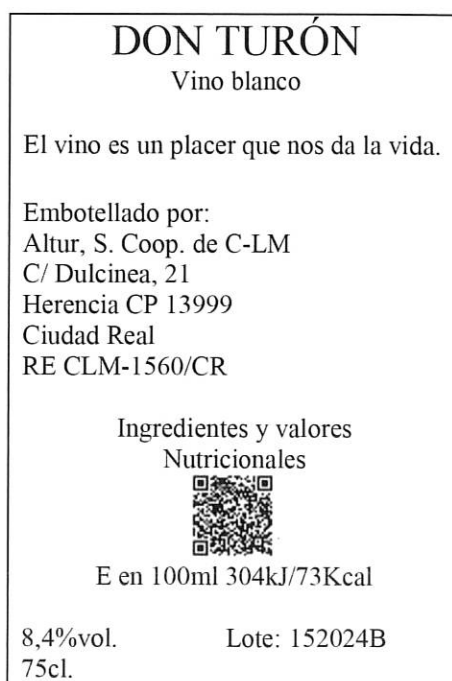 DON TURÓN
Vino blanco
El vino es un placer que nos da la vida.
Embotellado por:
Altur, S. Coop. de C-LM
C/ Dulcinea, 21
Herencia CP 13999
Ciudad Real
RE CLM-1560/CR
Ingredientes y valores
Nutricionales
E en 100ml 304kJ/73Kcal
8,4%vol. Lote: 152024B
75cl.